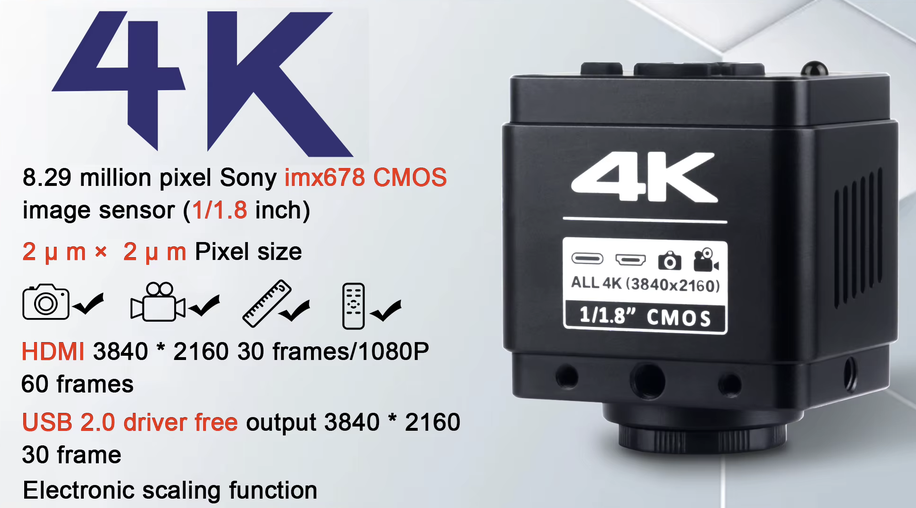 4K
8.29 million pixel Sony imx678 CMOS
image sensor (1/1.8 inch)
2 μ m × 2 μ m Pixel size
HDMI 3840 * 2160 30 frames/1080P
60 frames
USB 2.0 driver free output 3840 * 2160
30 frame
Electronic scaling function
4K
ALL 4K (3840x2160)
1/1.8” CMOS